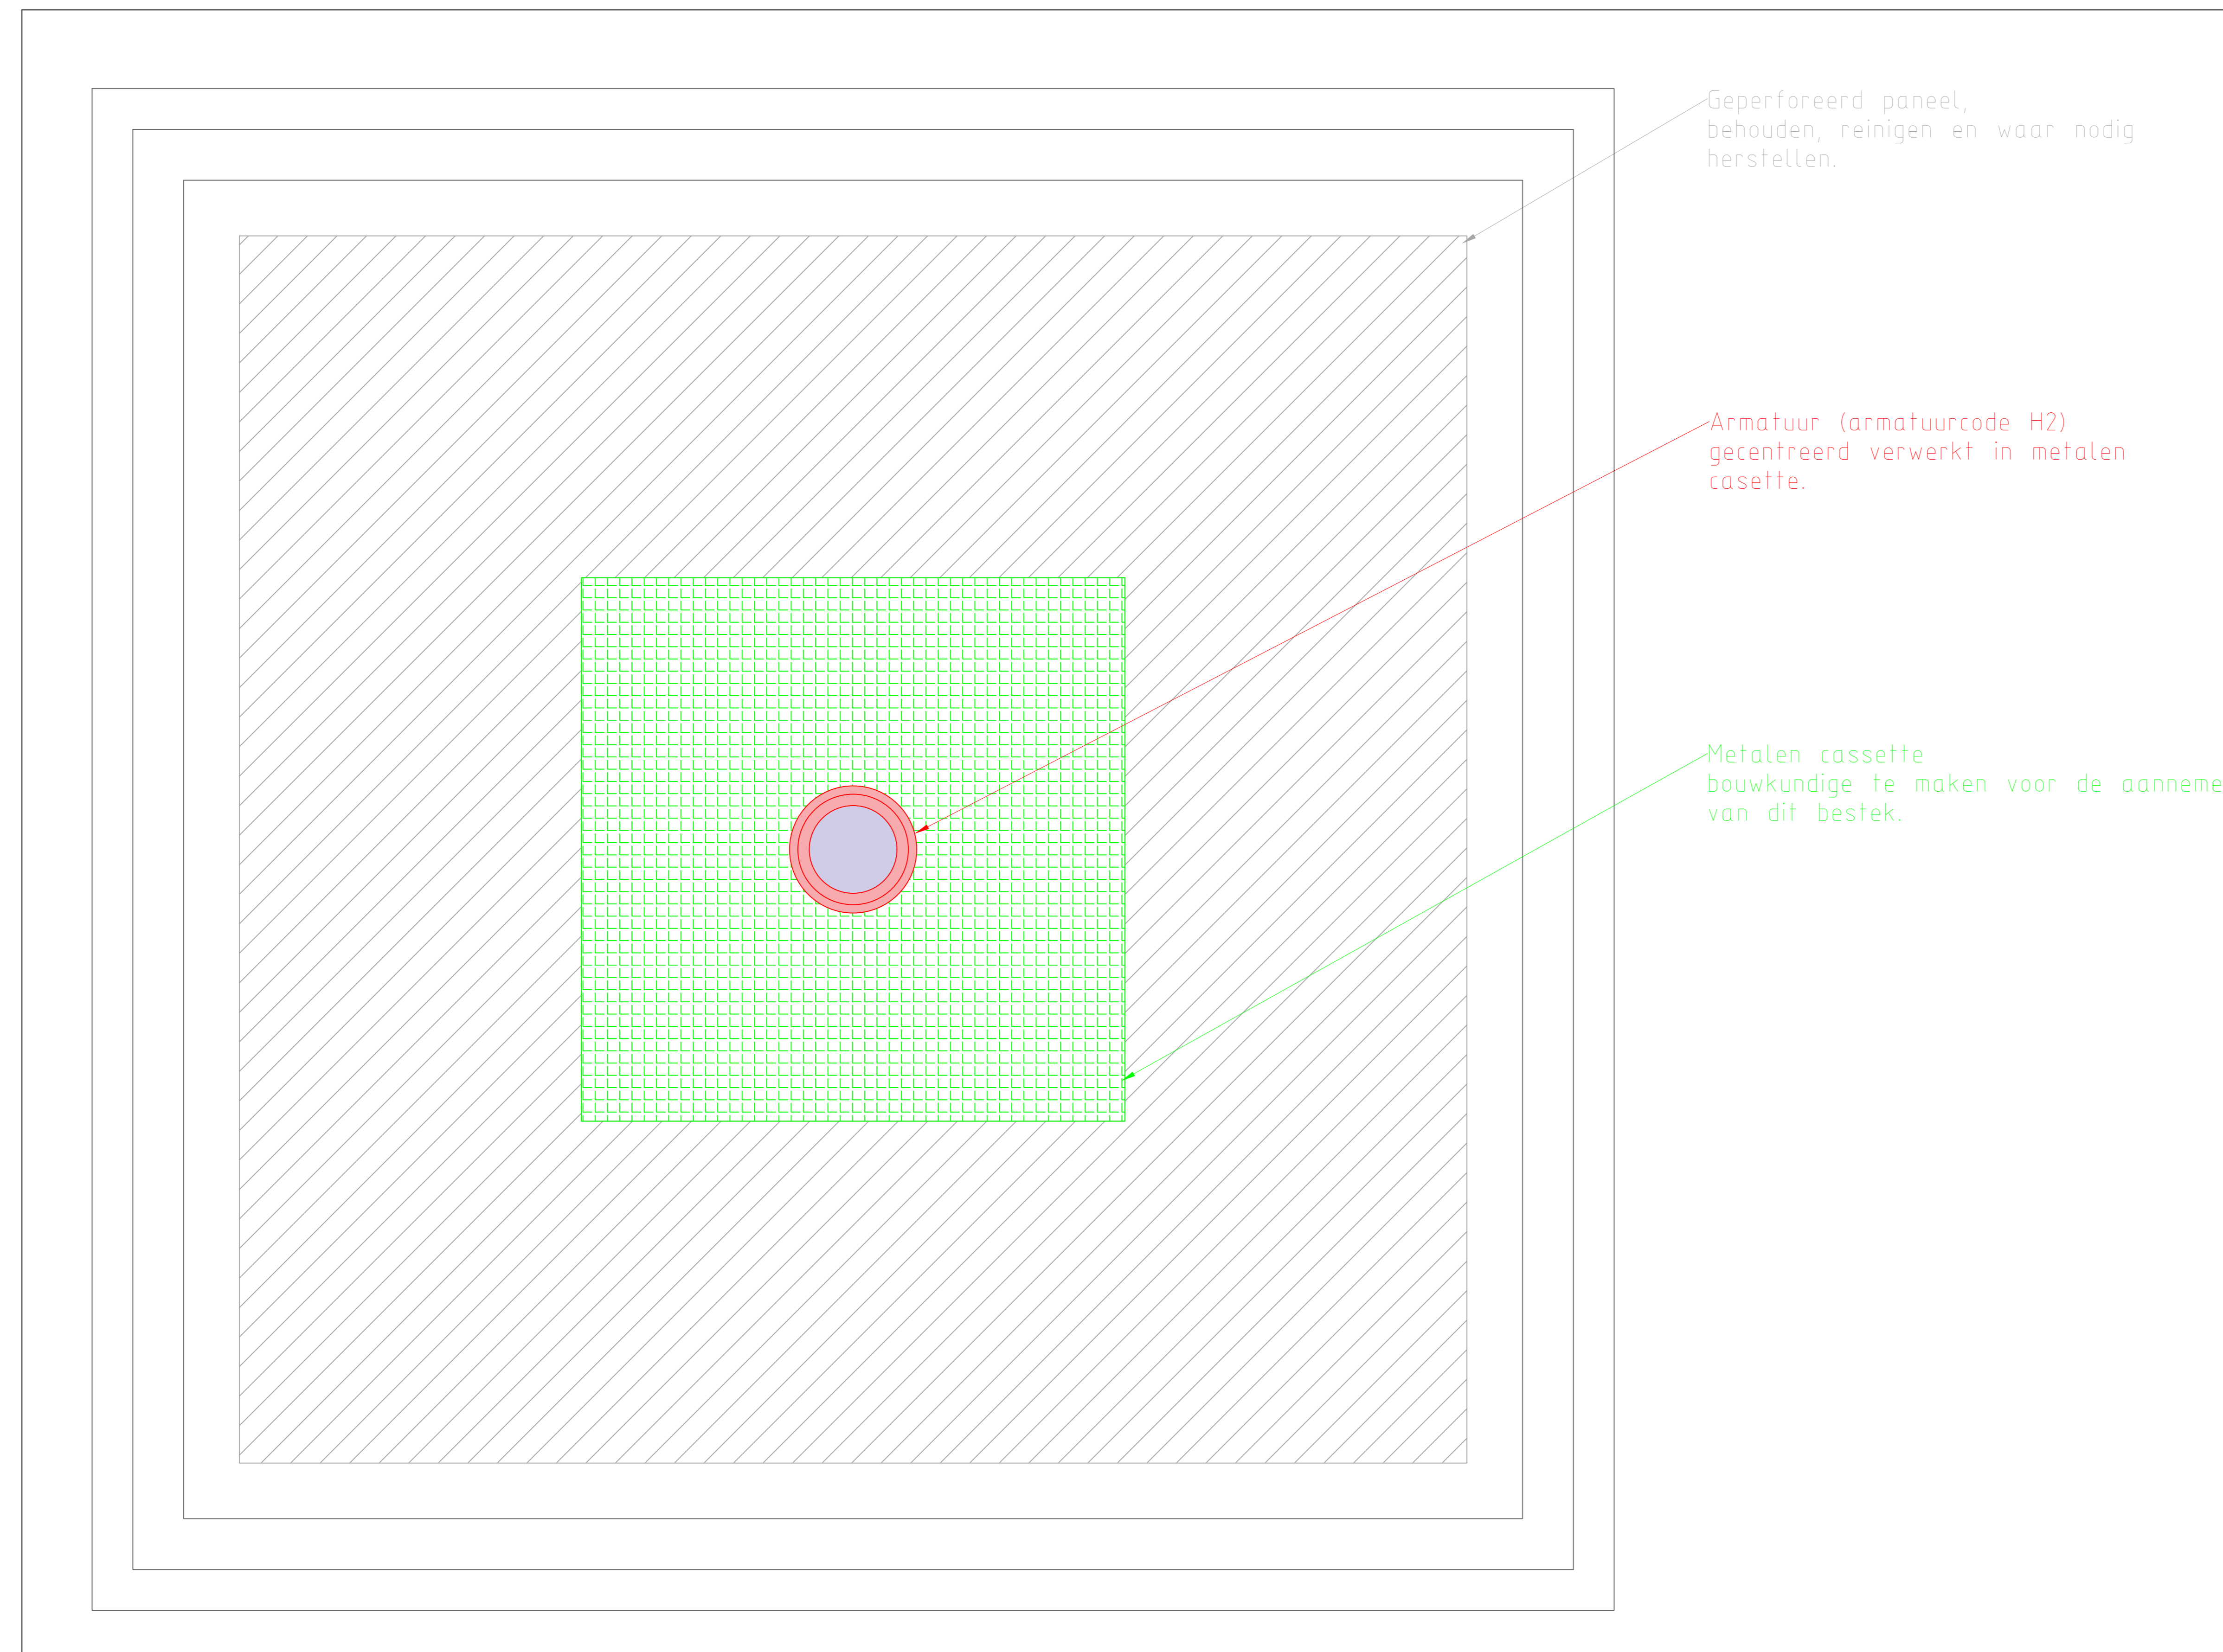 Geperforeerd paneel,
behouden, reinigen en waar nodig
herstellen.
Armatuur (armatuurcode H2)
gecentreerd verwerkt in metalen
casette.
Metalen cassette
bouwkundige te maken voor de aanneme
van dit bestek.